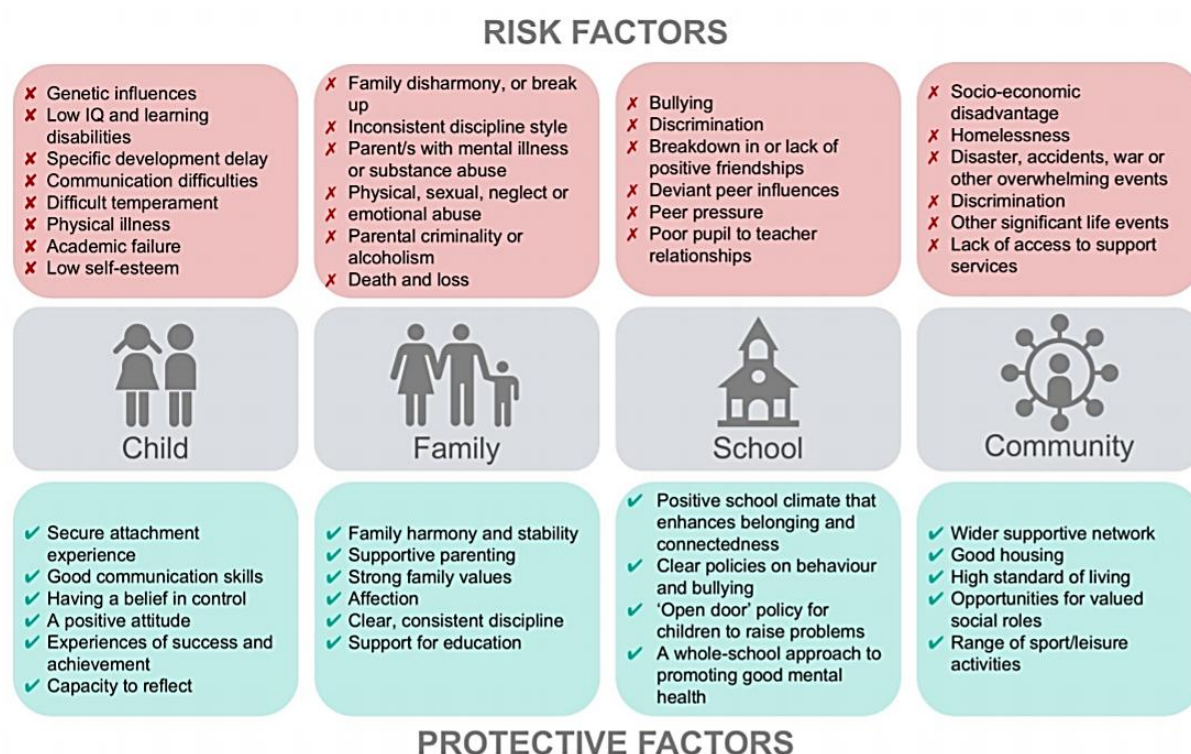 RISK FACTORS
✘ Genetic influences
✘ Low IQ and learning
disabilities
✘ Specific development delay
✘ Communication difficulties
✘ Difficult temperament
✘ Physical illness
✘ Academic failure
✘ Low self-esteem
✗ Family disharmony, or break
up
✗ Inconsistent discipline style
✗ Parent/s with mental illness
or substance abuse
✗ Physical, sexual, neglect or
✗ emotional abuse
✗ Parental criminality or
alcoholism
✗ Death and loss
✗ Bullying
✗ Discrimination
✗ Breakdown in or lack of
positive friendships
✗ Deviant peer influences
✗ Peer pressure
✗ Poor pupil to teacher
relationships
✗ Socio-economic
disadvantage
✗ Homelessness
✗ Disaster, accidents, war or
other overwhelming events
✗ Discrimination
✗ Other significant life events
✗ Lack of access to support
services
Child
Family
School
Community
✔ Secure attachment
experience
✔ Good communication skills
✔ Having a belief in control
✔ A positive attitude
✔ Experiences of success and
achievement
✔ Capacity to reflect
✔ Family harmony and stability
✔ Supportive parenting
✔ Strong family values
✔ Affection
✔ Clear, consistent discipline
✔ Support for education
✔ Positive school climate that
enhances belonging and
connectedness
✔ Clear policies on behaviour
and bullying
✔ ‘Open door’ policy for
children to raise problems
✔ A whole-school approach to
promoting good mental
health
✔ Wider supportive network
✔ Good housing
✔ High standard of living
✔ Opportunities for valued
social roles
✔ Range of sport/leisure
activities
PROTECTIVE FACTORS